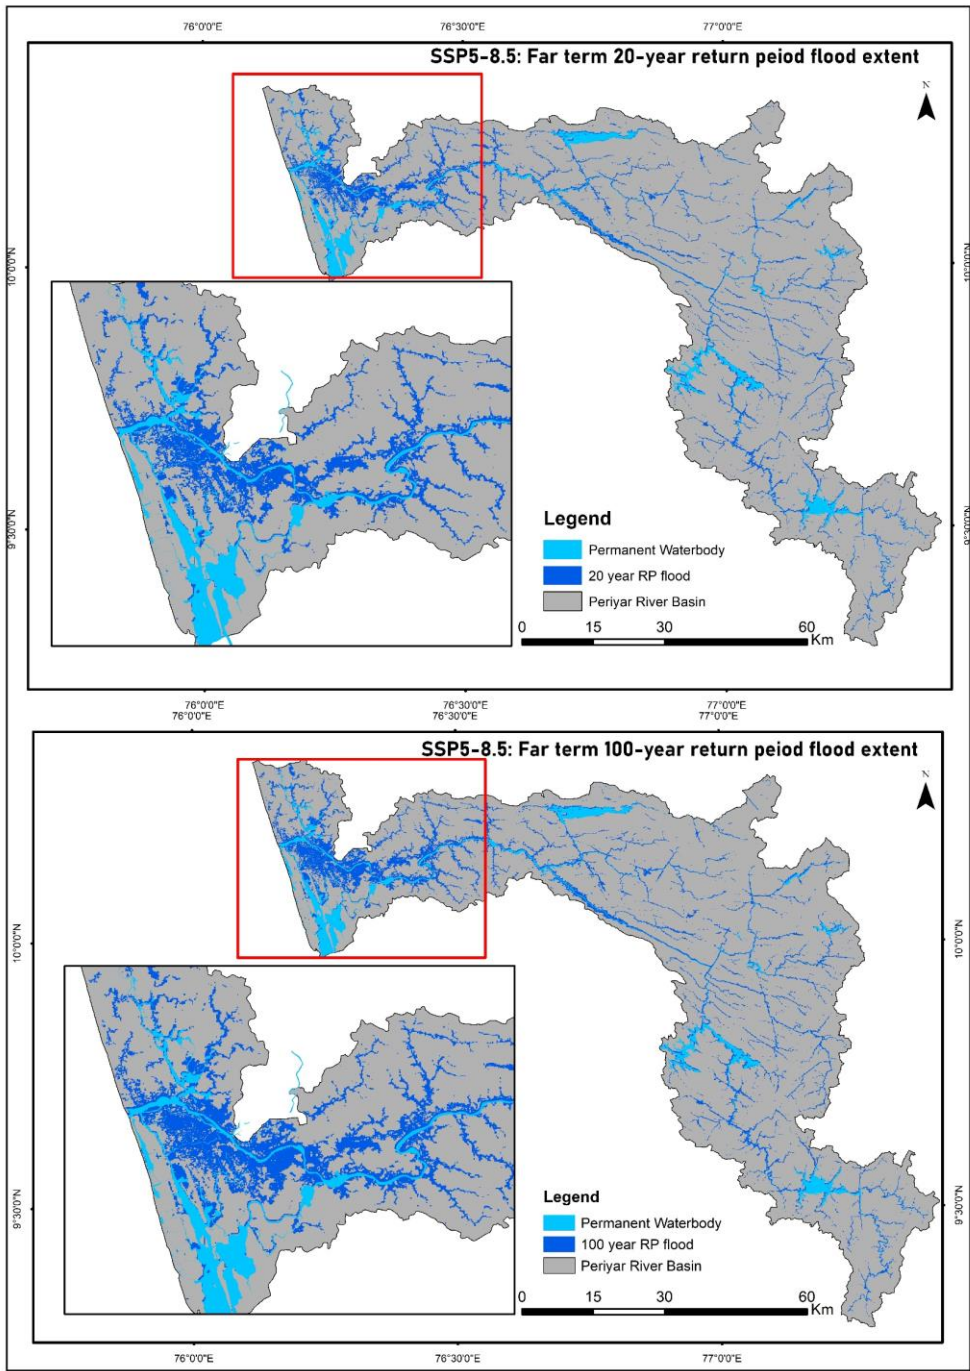 76°0'0"E 76°30'0"E 77°0'0"E
SSP5-8.5: Far term 20-year return peiod flood extent
N
10°0'0"N 10°0'0"N
Legend
Permanent Waterbody
20 year RP flood
Periyar River Basin
9°30'0"N 9°30'0"N
0 15 30 60
Km
76°0'0"E 76°30'0"E 77°0'0"E
76°0'0"E 76°30'0"E 77°0'0"E
SSP5-8.5: Far term 100-year return peiod flood extent
N
10°0'0"N 10°0'0"N
Legend
Permanent Waterbody
100 year RP flood
Periyar River Basin
9°30'0"N 9°30'0"N
0 15 30 60
Km
76°0'0"E 76°30'0"E 77°0'0"E